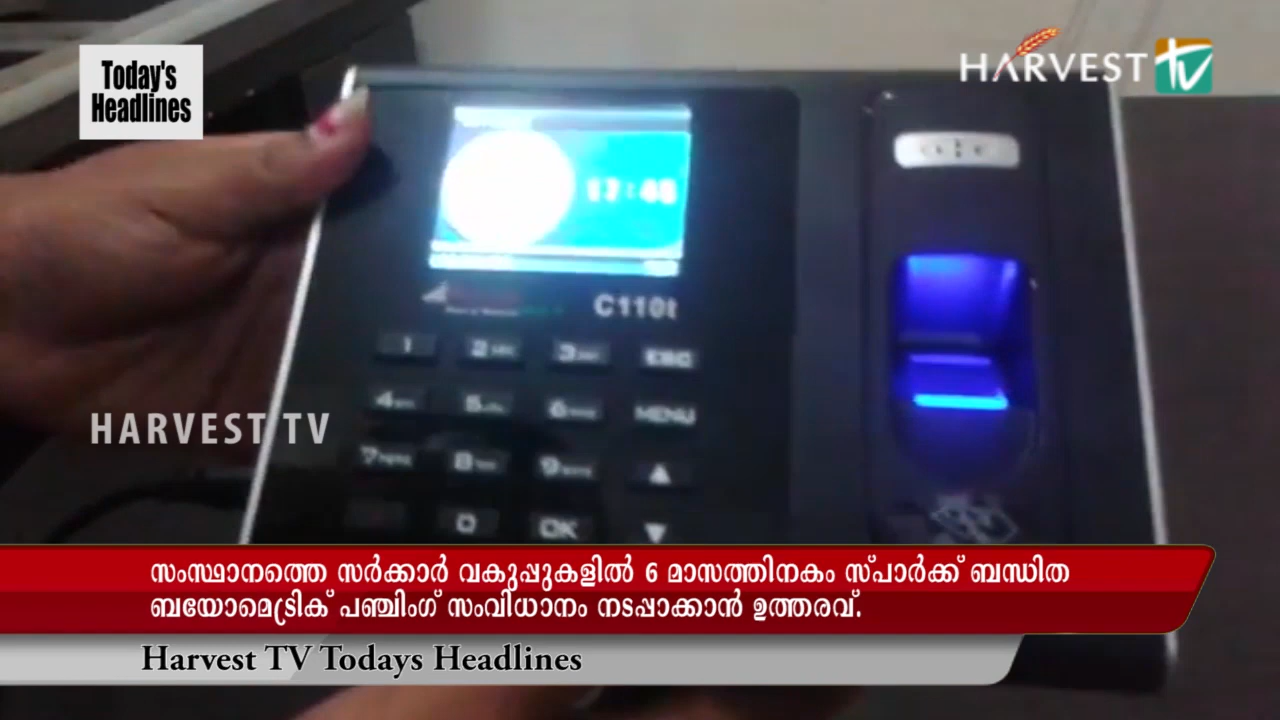 Today's
Headlines
HARVEST tv
17:46
C110t
1 2 3 ESC
4 5 6 MENU
7 8 9
0 OK
HARVEST TV
സംസ്ഥാനത്തെ സർക്കാർ വകുപ്പുകളിൽ 6 മാസത്തിനകം സ്പാർക്ക് ബന്ധിത
ബയോമെട്രിക് പഞ്ചിംഗ് സംവിധാനം നടപ്പാക്കാൻ ഉത്തരവ്.
Harvest TV Todays Headlines